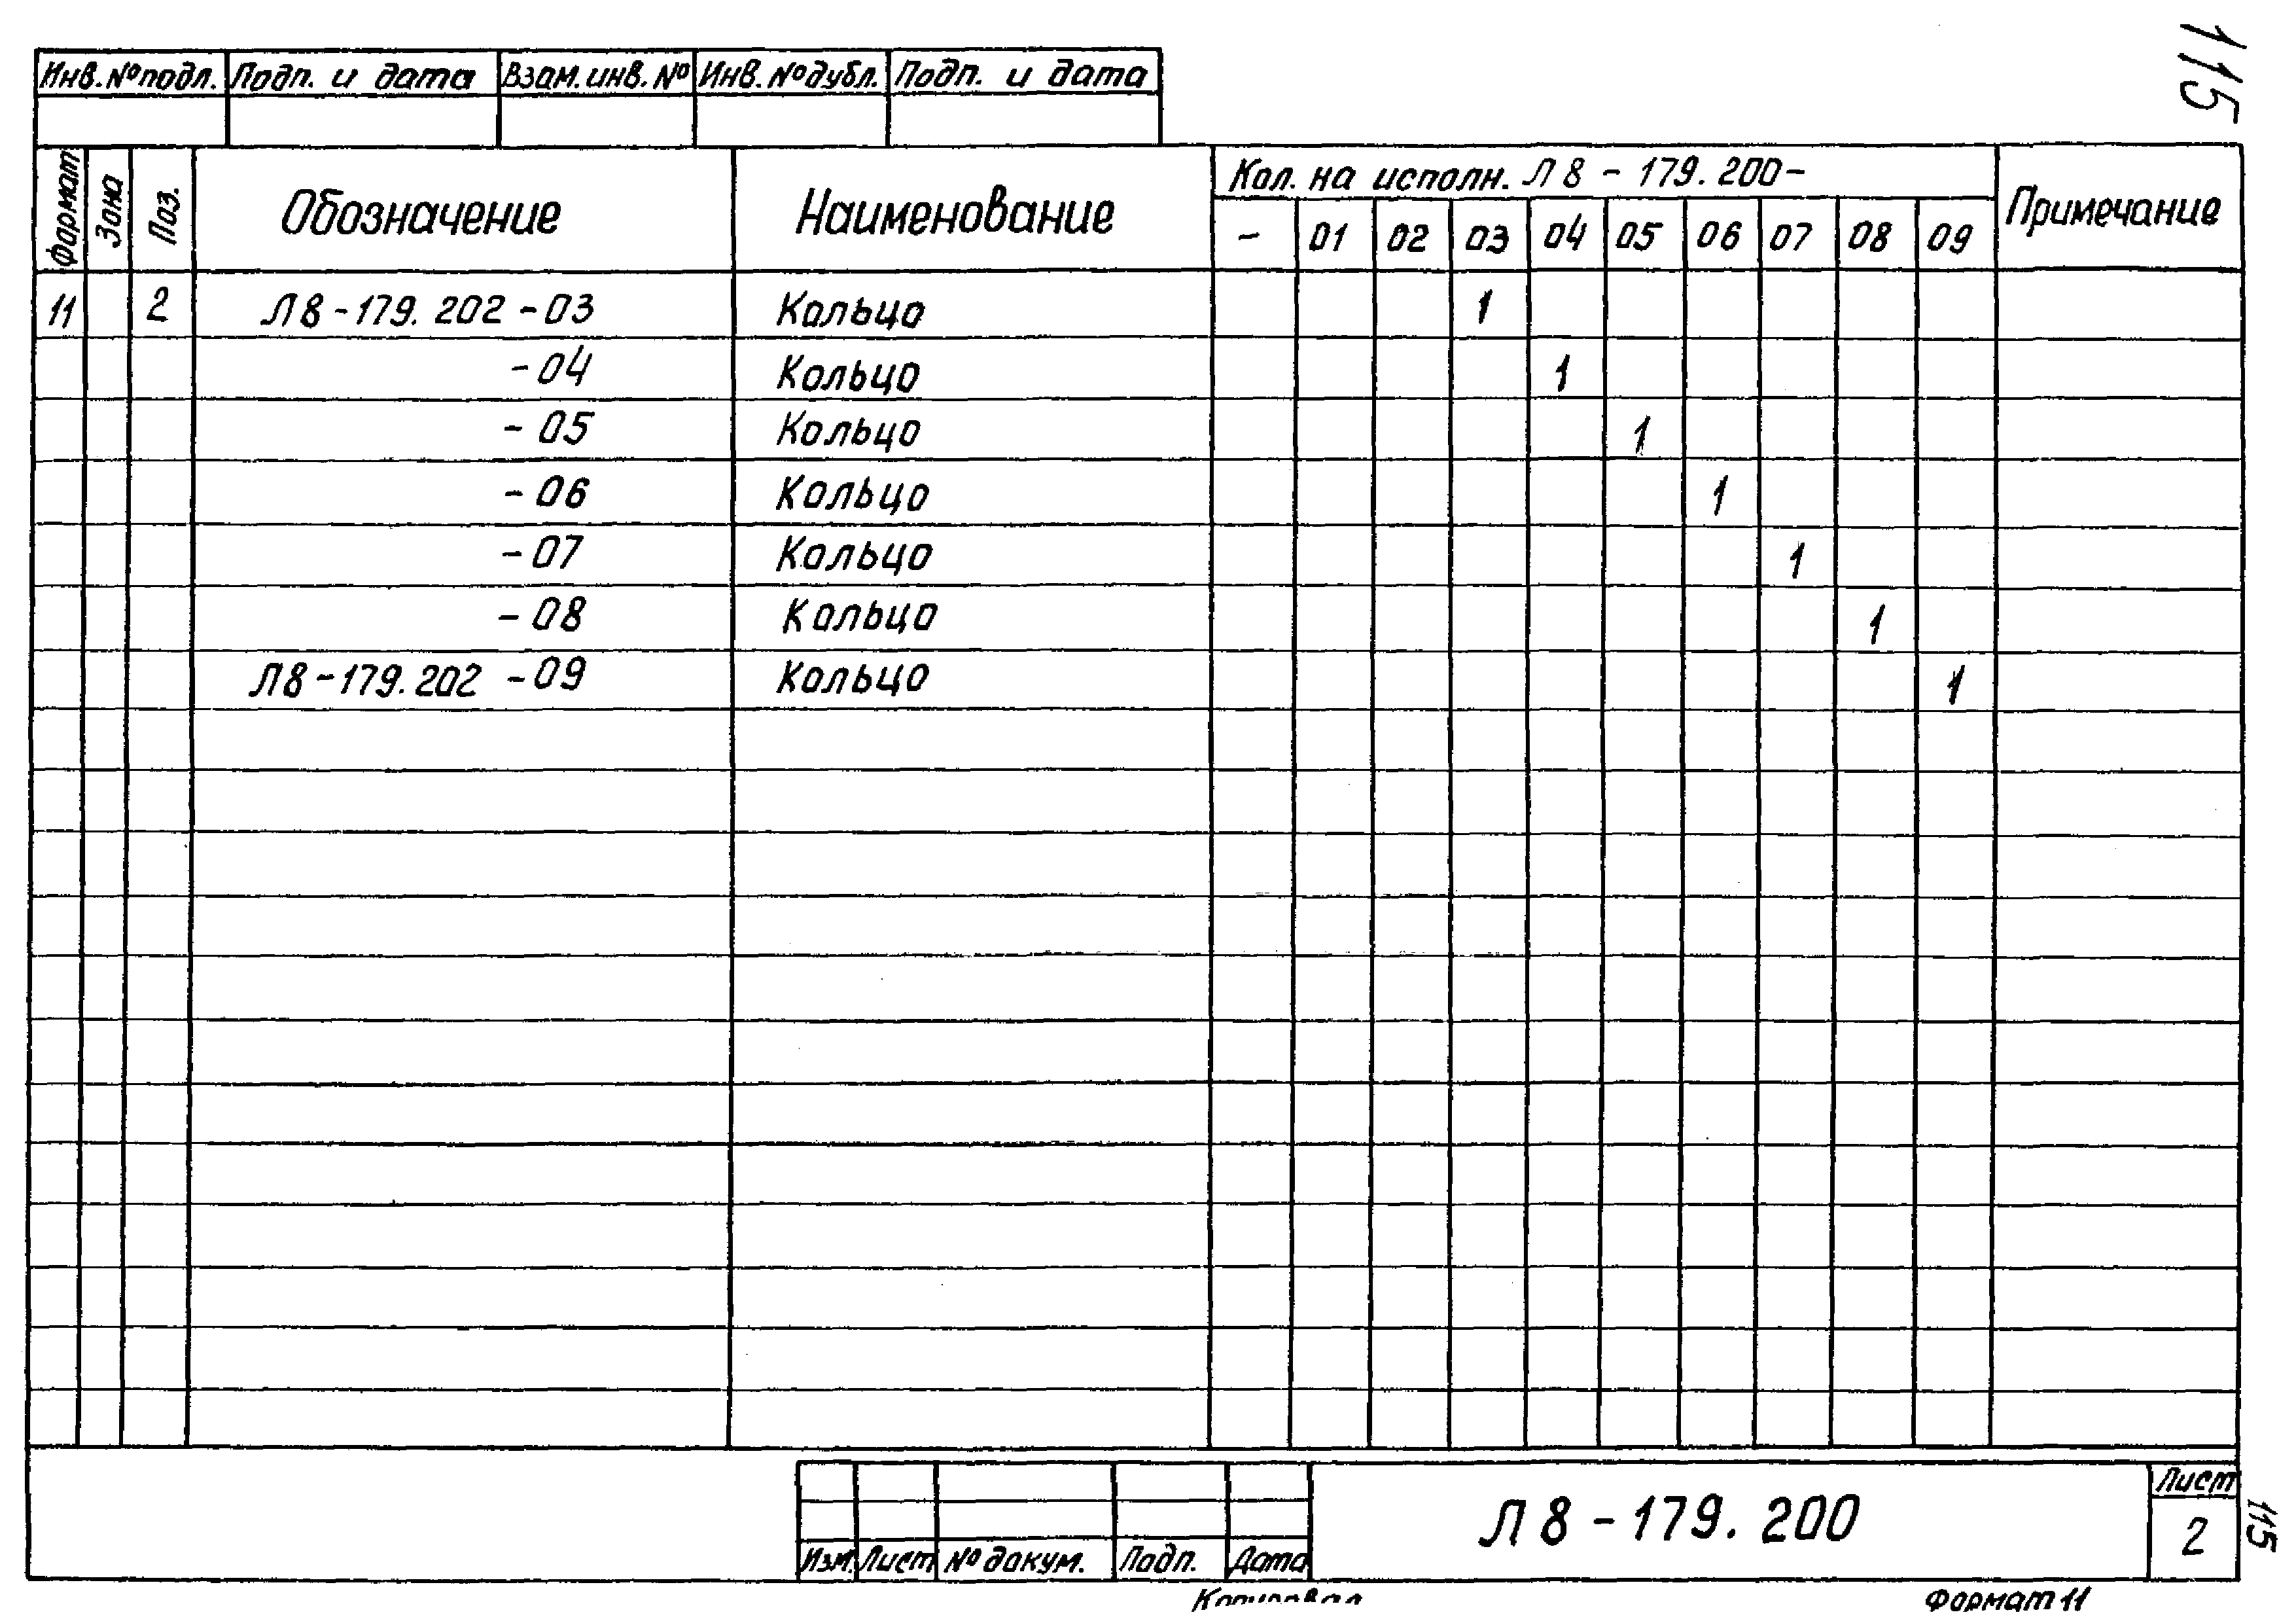 115
Инв. № подл. Подп. и дата Взам. инв. № Инв. № дубл. Подп. и дата
Формат Зона Поз. Обозначение Наименование Кол. на исполн. Л8-179.200- Примечание
- 01 02 03 04 05 06 07 08 09
11 2 Л8-179.202-03 Кольцо 1
-04 Кольцо 1
-05 Кольцо 1
-06 Кольцо 1
-07 Кольцо 1
-08 Кольцо 1
Л8-179.202-09 Кольцо 1
Изм. Лист № докум. Подп. Дата
Л8-179.200
Лист
2
115
Копировал
Формат 11